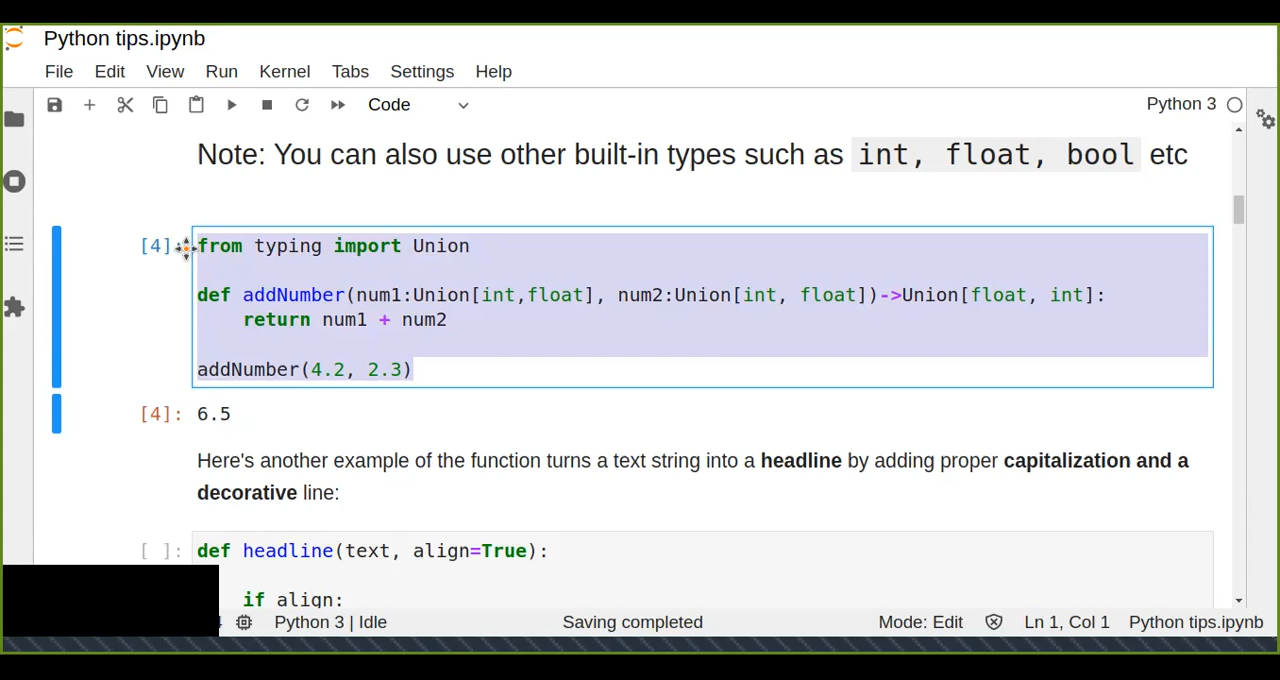 Python tips.ipynb
File Edit View Run Kernel Tabs Settings Help
Code Python 3
Note: You can also use other built-in types such as int, float, bool etc
[4]: from typing import Union
def addNumber(num1:Union[int,float], num2:Union[int, float])->Union[float, int]:
return num1 + num2
addNumber(4.2, 2.3)
[4]: 6.5
Here's another example of the function turns a text string into a headline by adding proper capitalization and a
decorative line:
[ ]: def headline(text, align=True):
if align:
Python 3 | Idle Saving completed Mode: Edit Ln 1, Col 1 Python tips.ipynb